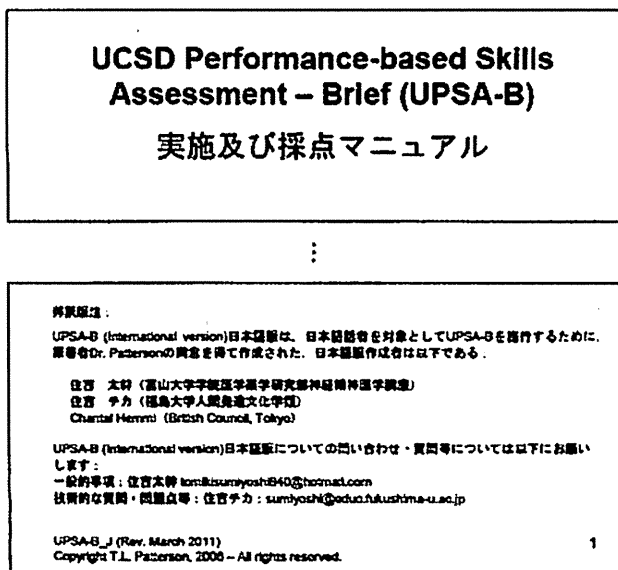 UCSD Performance-based Skills
Assessment – Brief (UPSA-B)
実施及び採点マニュアル
⋮
邦訳版注：
UPSA-B (International version)日本語版は、日本語話者を対象としてUPSA-Bを施行するために、
原著者Dr. Pattersonの同意を得て作成された。日本語版作成者は以下である．
住吉 太幹（富山大学学院医学薬学研究部神経精神医学講座）
住吉 チカ（福島大学人間発達文化学類）
Chantal Hemmi (British Council, Tokyo)
UPSA-B (International version)日本語版についての問い合わせ・質問等については以下にお願い
します：
一般的事項：住吉太幹 tomikisumiyoshi840@hotmail.com
技術的な質問・問題点等：住吉チカ：sumiyoshi@educ.fukushima-u.ac.jp
UPSA-B_J (Rev. March 2011)
Copyright T.L. Patterson, 2006 – All rights reserved.
1